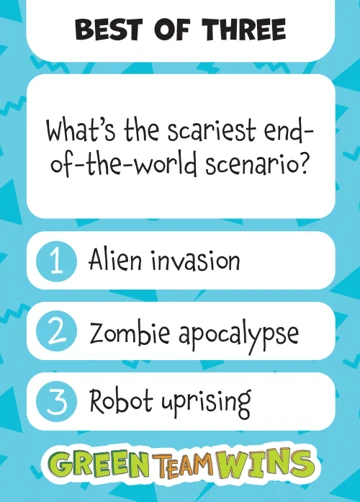 BEST OF THREE
What's the scariest end-
of-the-world scenario?
1 Alien invasion
2 Zombie apocalypse
3 Robot uprising
GREEN TEAM WINS